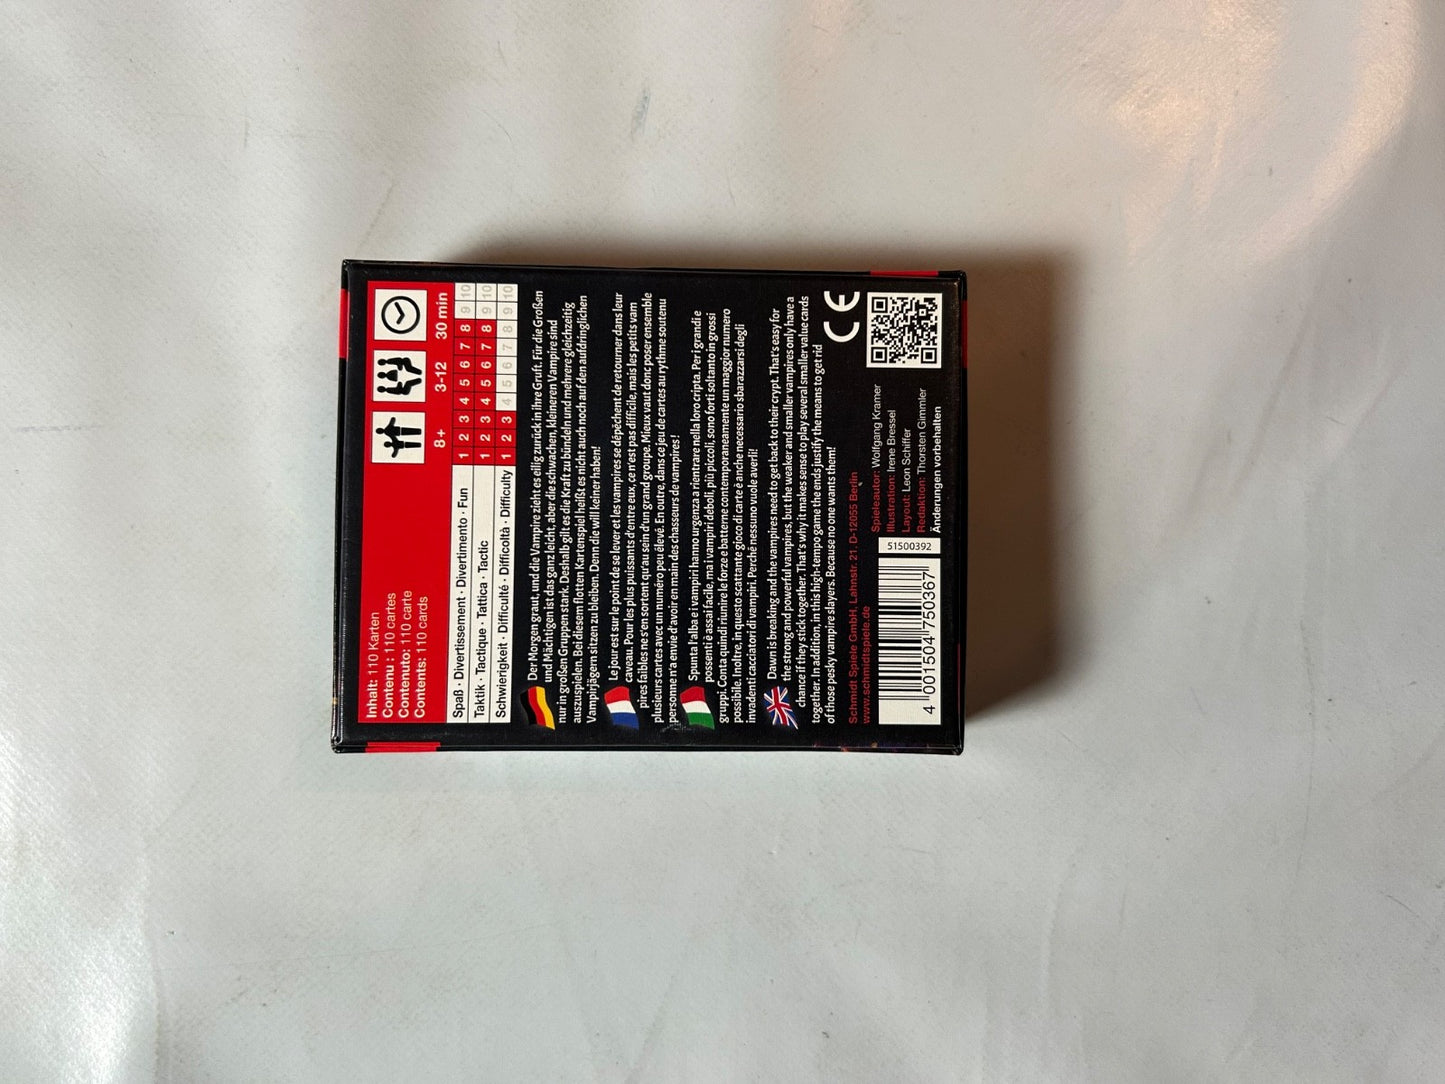 Inhalt: 110 Karten
Contenu : 110 cartes
Contenuto: 110 carte
Contents: 110 cards
8+
3-12
30 min
Spaß · Divertissement · Divertimento · Fun 1 2 3 4 5 6 7 8 9 10
Taktik · Tactique · Tattica · Tactic 1 2 3 4 5 6 7 8 9 10
Schwierigkeit · Difficulté · Difficoltà · Difficulty 1 2 3 4 5 6 7 8 9 10
Der Morgen graut, und die Vampire zieht es eilig zurück in ihre Gruft. Für die Großen
und Mächtigen ist das ganz leicht, aber die schwachen, kleineren Vampire sind
nur in großen Gruppen stark. Deshalb gilt es die Kraft zu bündeln und mehrere gleichzeitig
auszuspielen. Bei diesem flotten Kartenspiel heißt es nicht auch noch auf den aufdringlichen
Vampirjägern sitzen zu bleiben. Denn die will keiner haben!
Le jour est sur le point de se lever et les vampires se dépêchent de retourner dans leur
caveau. Pour les plus puissants d'enre eux, ce n'est pas difficile, mais les petits vam
pires faibles ne s'en sortent qu'au sein d'un grand groupe. Mieux vaut donc poser ensemble
plusieurs cartes avec un numéro peu élevé. En outre, dans ce jeu de cartes au rythme soutenu
personne n'a envie d'avoir en main des chasseurs de vampires !
Spunta l'alba e i vampiri hanno urgenza a rientrare nella loro cripta. Per i grandi e
possenti è assai facile, ma i vampiri deboli, più piccoli, sono forti soltanto in grossi
gruppi. Conta quindi riunire le forze e batterne contemporaneamente un maggior numero
possibile. Inoltre, in questo scattante gioco di carte è anche necessario sbarazzarsi degli
invadenti cacciatori di vampiri. Perché nessuno vuole averli!
Dawn is breaking and the vampires need to get back to their crypt. That's easy for
the strong and powerful vampires, but the weaker and smaller vampires only have a
chance if they stick together. That's why it makes sense to play several smaller value cards
together. In addition, in this high-tempo game the ends justify the means to get rid
of those pesky vampire slayers. Because no one wants them!
Schmidt Spiele GmbH, Lahnstr. 21, D-12055 Berlin
www.schmidtspiele.de
CE
4 001504 750367
51500392
Spieleautor: Wolfgang Kramer
Illustration: Irene Bressel
Layout: Leon Schiffer
Redaktion: Thorsten Gimmler
Änderungen vorbehalten